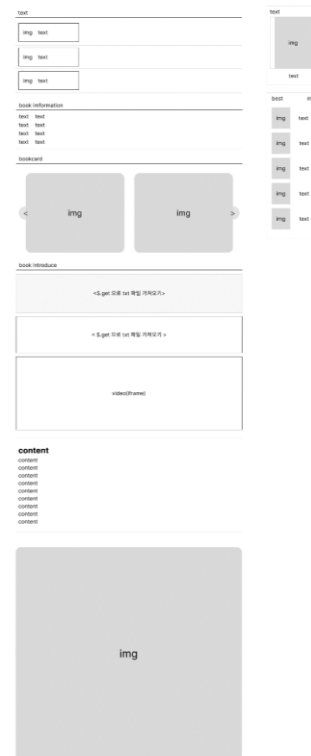 text
img text
img text
img text
book information
text text
text text
text text
text text
bookcard
< img img >
book introduce
<$.get 으로 txt 파일 가져오기>
< $.get 으로 txt 파일 가져오기 >
video(iframe)
content
content
content
content
content
content
content
content
content
content
img
text
img
text
best
img text
img text
img text
img text
img text